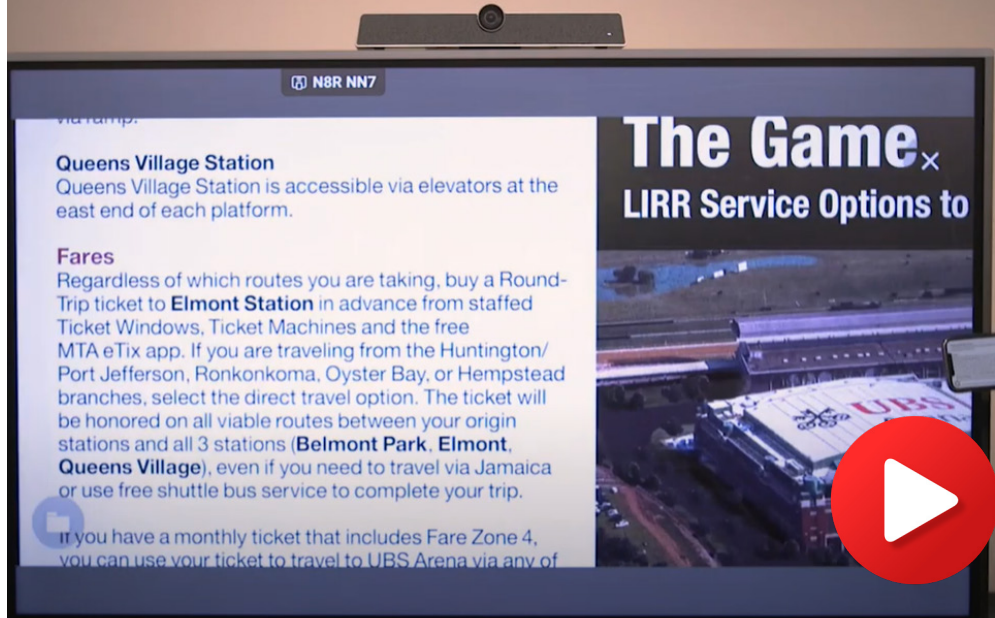 N8R NN7
via ramp.
Queens Village Station
Queens Village Station is accessible via elevators at the
east end of each platform.
Fares
Regardless of which routes you are taking, buy a Round-
Trip ticket to Elmont Station in advance from staffed
Ticket Windows, Ticket Machines and the free
MTA eTix app. If you are traveling from the Huntington/
Port Jefferson, Ronkonkoma, Oyster Bay, or Hempstead
branches, select the direct travel option. The ticket will
be honored on all viable routes between your origin
stations and all 3 stations (Belmont Park, Elmont,
Queens Village), even if you need to travel via Jamaica
or use free shuttle bus service to complete your trip.
If you have a monthly ticket that includes Fare Zone 4,
you can use your ticket to travel to UBS Arena via any of
The Game
LIRR Service Options to
UBS